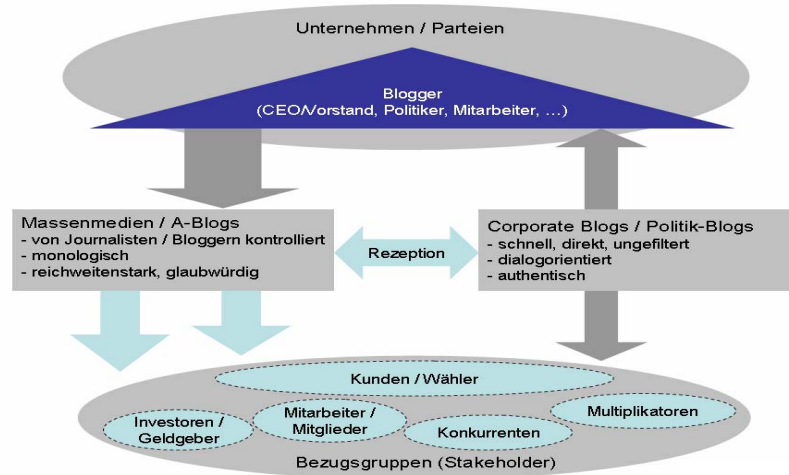 Unternehmen / Parteien
Blogger
(CEO/Vorstand, Politiker, Mitarbeiter, ...)
Massenmedien / A-Blogs
- von Journalisten / Bloggern kontrolliert
- monologisch
- reichweitenstark, glaubwürdig
Rezeption
Corporate Blogs / Politik-Blogs
- schnell, direkt, ungefiltert
- dialogorientiert
- authentisch
Kunden / Wähler
Investoren /
Geldgeber
Mitarbeiter /
Mitglieder
Konkurrenten
Multiplikatoren
Bezugsgruppen (Stakeholder)